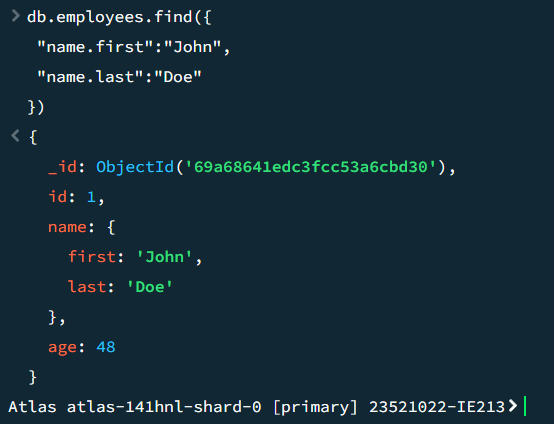 > db.employees.find({
"name.first":"John",
"name.last":"Doe"
})
< {
_id: ObjectId('69a68641edc3fcc53a6cbd30'),
id: 1,
name: {
first: 'John',
last: 'Doe'
},
age: 48
}
Atlas atlas-141hnl-shard-0 [primary] 23521022-IE213>